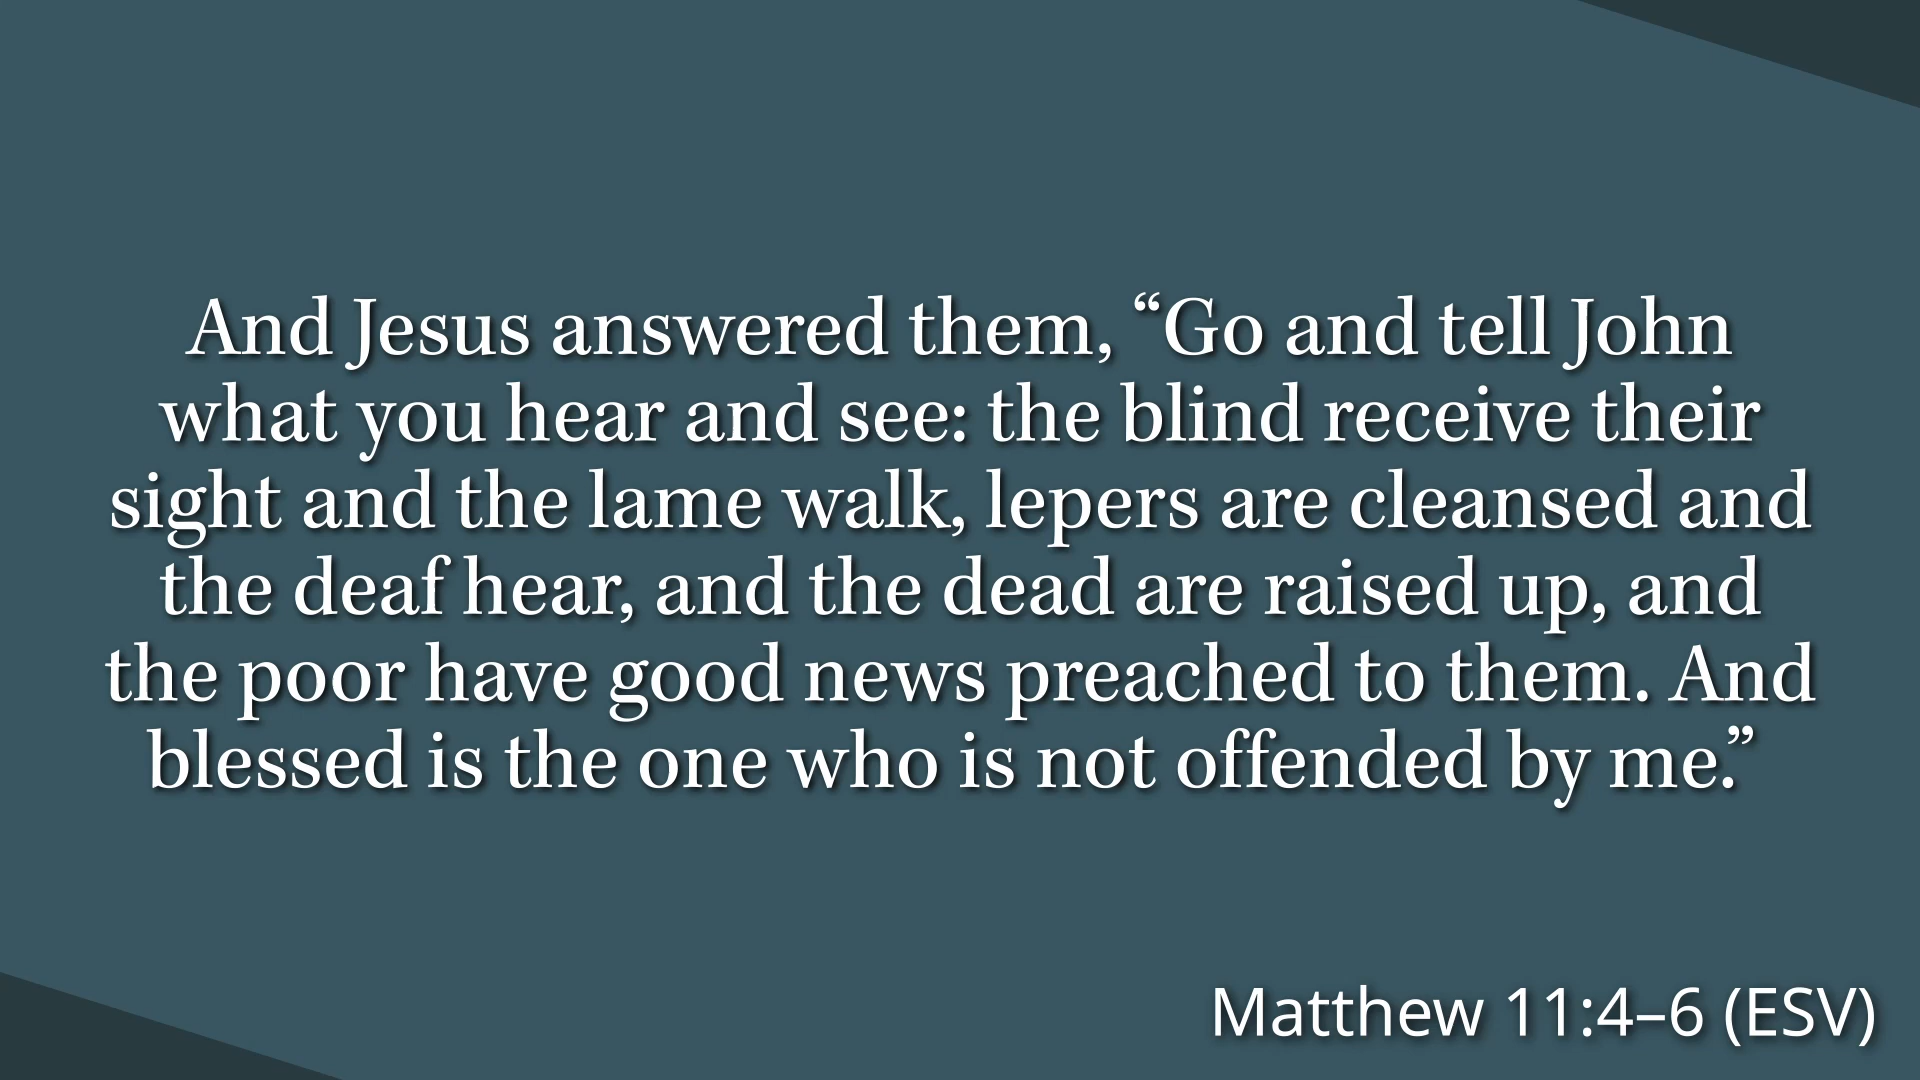 And Jesus answered them, “Go and tell John
what you hear and see: the blind receive their
sight and the lame walk, lepers are cleansed and
the deaf hear, and the dead are raised up, and
the poor have good news preached to them. And
blessed is the one who is not offended by me.”
Matthew 11:4–6 (ESV)